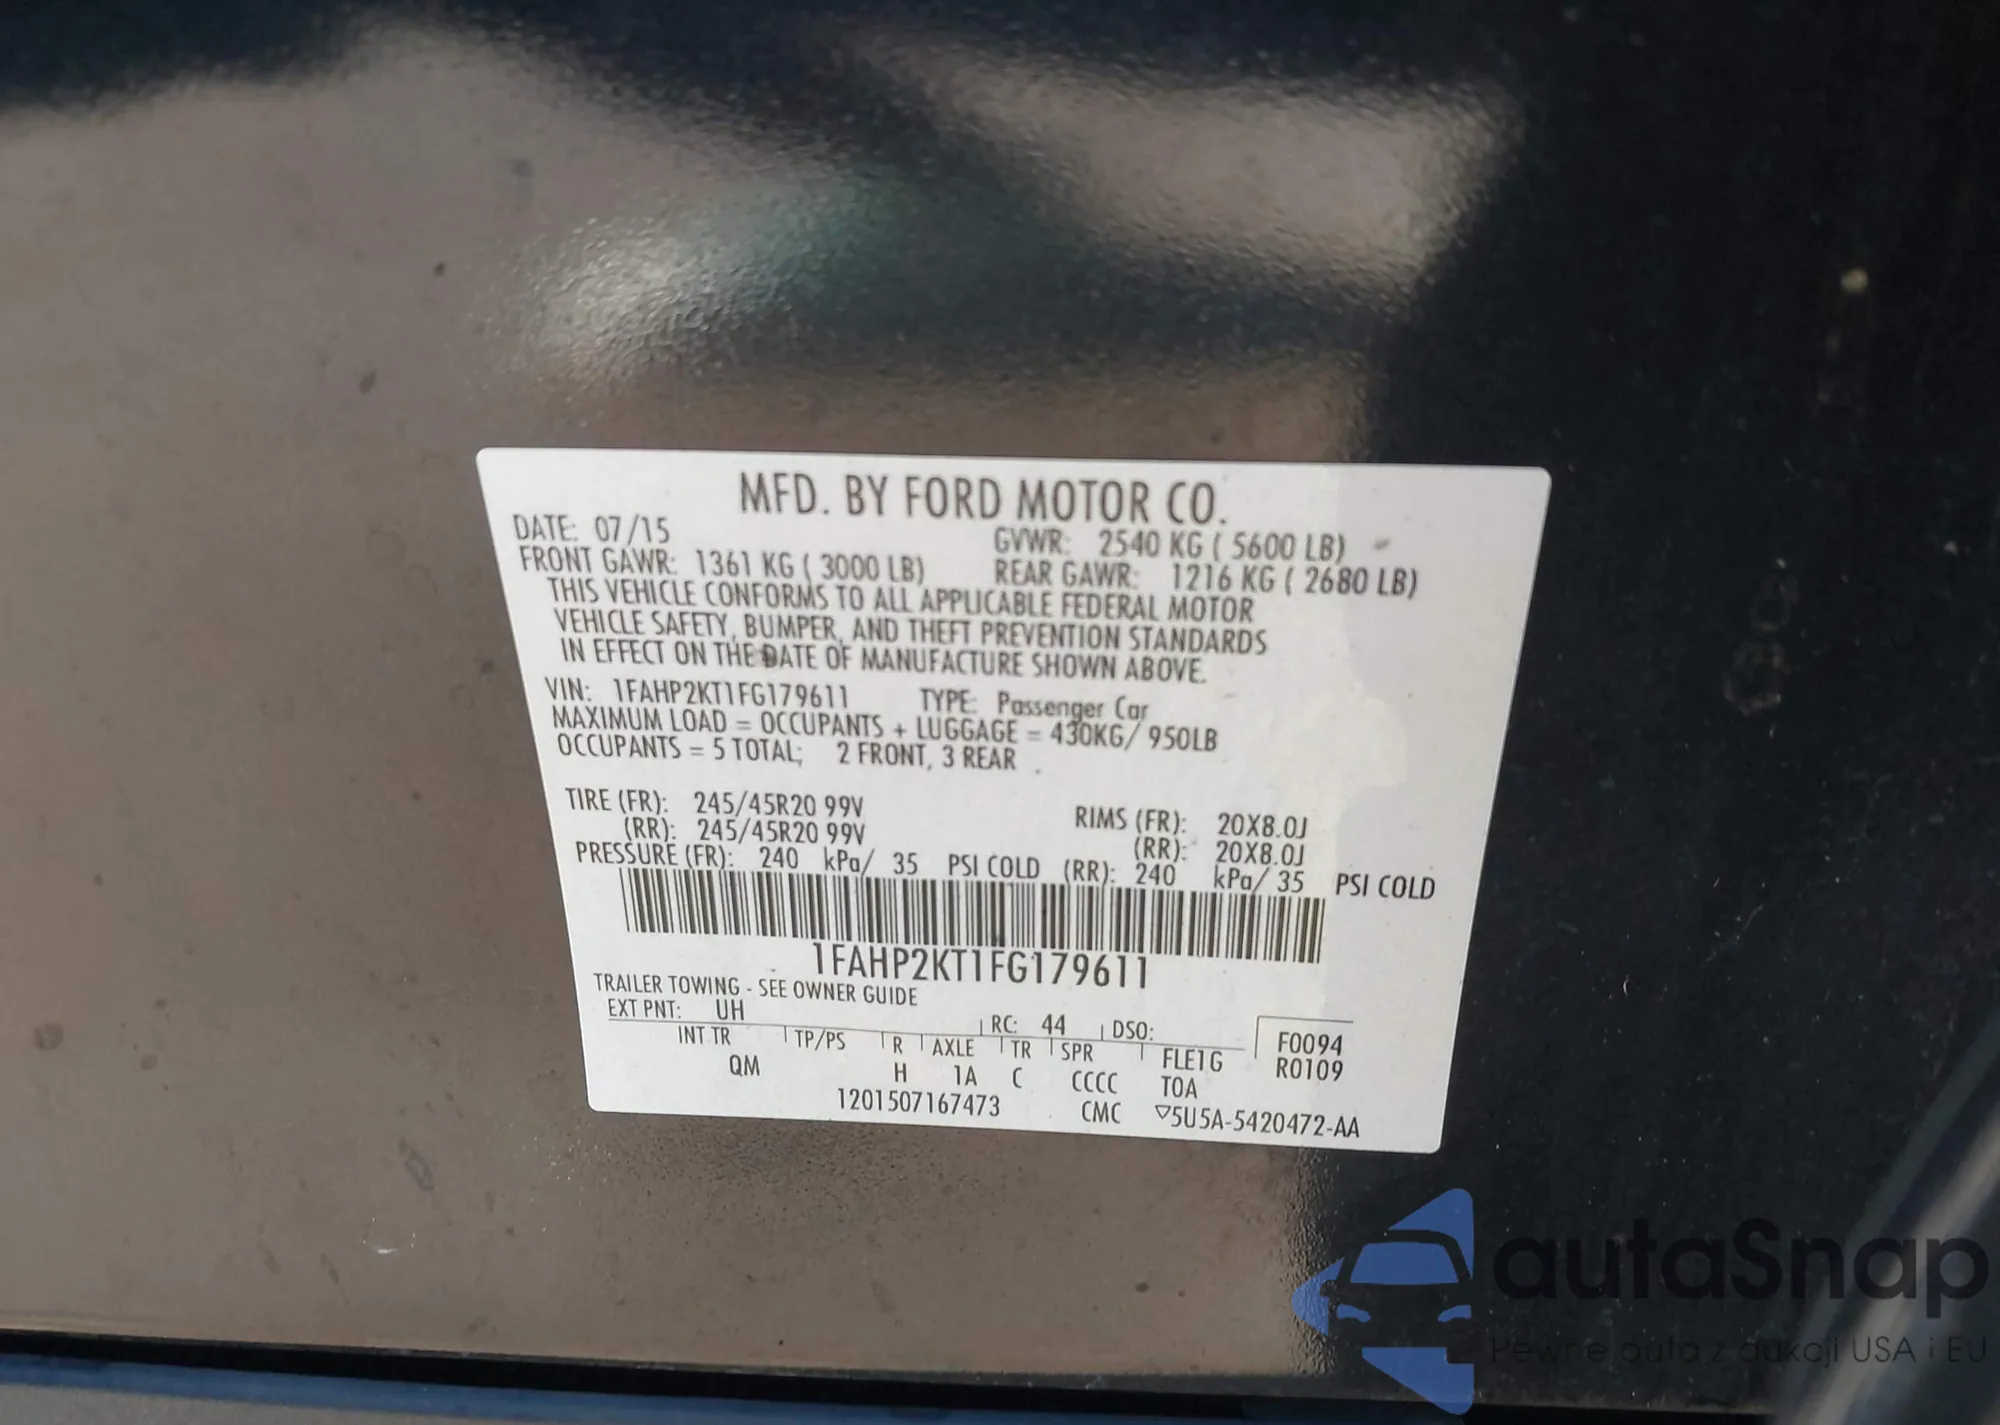 MFD. BY FORD MOTOR CO.
DATE: 07/15 GVWR: 2540 KG ( 5600 LB)
FRONT GAWR: 1361 KG ( 3000 LB) REAR GAWR: 1216 KG ( 2680 LB)
THIS VEHICLE CONFORMS TO ALL APPLICABLE FEDERAL MOTOR
VEHICLE SAFETY, BUMPER, AND THEFT PREVENTION STANDARDS
IN EFFECT ON THE DATE OF MANUFACTURE SHOWN ABOVE.
VIN: 1FAHP2KT1FG179611 TYPE: Passenger Car
MAXIMUM LOAD = OCCUPANTS + LUGGAGE = 430KG/ 950LB
OCCUPANTS = 5 TOTAL; 2 FRONT, 3 REAR
TIRE (FR): 245/45R20 99V RIMS (FR): 20X8.0J
(RR): 245/45R20 99V (RR): 20X8.0J
PRESSURE (FR): 240 kPa/ 35 PSI COLD (RR): 240 kPa/ 35 PSI COLD
1FAHP2KT1FG179611
TRAILER TOWING - SEE OWNER GUIDE
EXT PNT: UH RC: 44 DSO: F0094
INT TR TP/PS R AXLE TR SPR FLE1G R0109
QM H 1A C CCCC TOA
1201507167473 CMC ▽5U5A-5420472-AA
autaSnap
Pewne auta z aukcji USA i EU